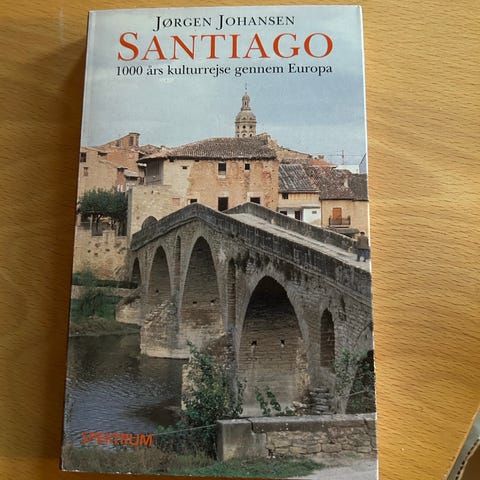 JØRGEN JOHANSEN
SANTIAGO
1000 års kulturrejse gennem Europa
SPEKTRUM